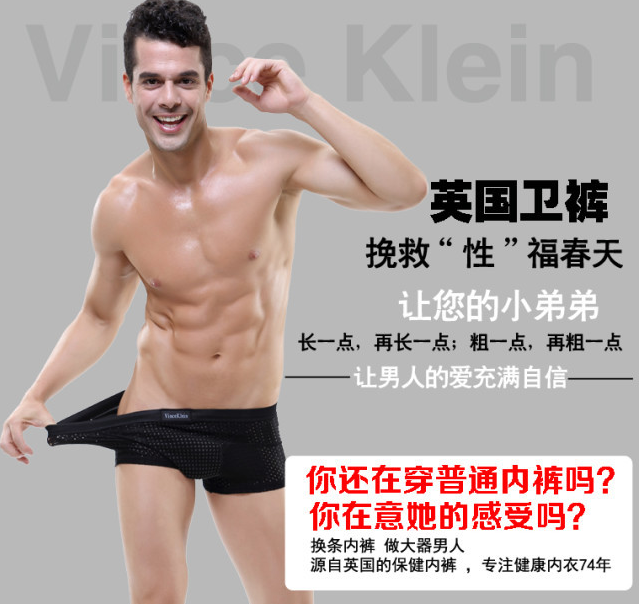 Vince Klein
英国卫裤
挽救“性”福春天
让您的小弟弟
长一点，再长一点；粗一点，再粗一点
让男人的爱充满自信
VinceKlein
你还在穿普通内裤吗？
你在意她的感受吗？
换条内裤 做大器男人
源自英国的保健内裤 ，专注健康内衣74年